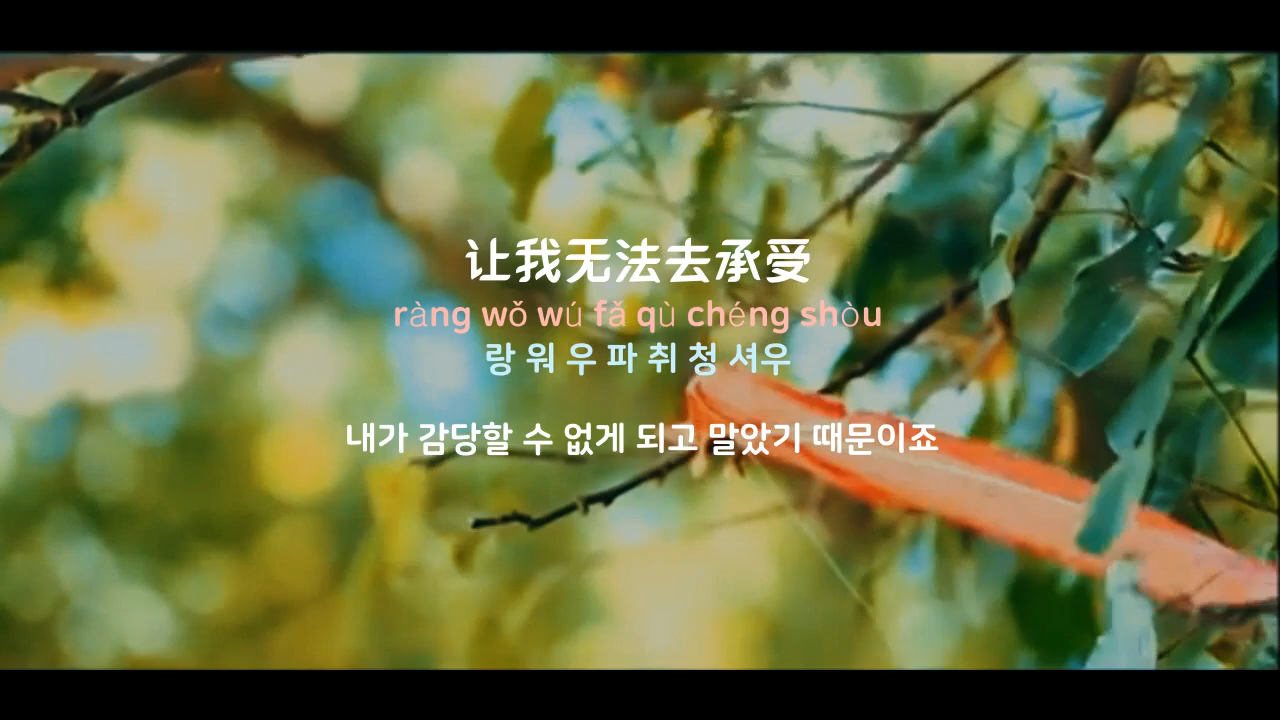 让我无法去承受
ràng wǒ wú fǎ qù chéng shòu
랑 워 우 파 취 청 셔우
내가 감당할 수 없게 되고 말았기 때문이죠